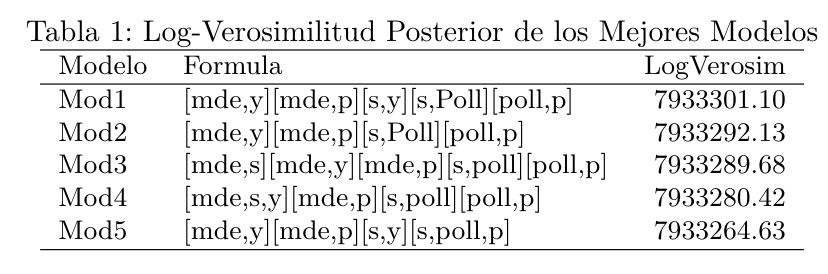 Tabla 1: Log-Verosimilitud Posterior de los Mejores Modelos
Modelo Formula LogVerosim
Mod1 [mde,y][mde,p][s,y][s,Poll][poll,p] 7933301.10
Mod2 [mde,y][mde,p][s,Poll][poll,p] 7933292.13
Mod3 [mde,s][mde,y][mde,p][s,poll][poll,p] 7933289.68
Mod4 [mde,s,y][mde,p][s,poll][poll,p] 7933280.42
Mod5 [mde,y][mde,p][s,y][s,poll,p] 7933264.63